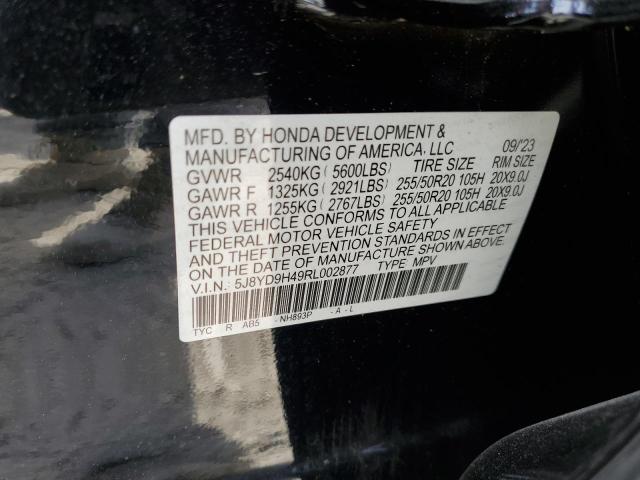 MFD. BY HONDA DEVELOPMENT &
MANUFACTURING OF AMERICA, LLC 09/'23
GVWR 2540KG ( 5600LBS) TIRE SIZE RIM SIZE
GAWR F 1325KG ( 2921LBS) 255/50R20 105H 20X9.0J
GAWR R 1255KG ( 2767LBS) 255/50R20 105H 20X9.0J
THIS VEHICLE CONFORMS TO ALL APPLICABLE
FEDERAL MOTOR VEHICLE SAFETY
AND THEFT PREVENTION STANDARDS IN EFFECT
ON THE DATE OF MANUFACTURE SHOWN ABOVE.
V.I.N.: 5J8YD9H49RL002877 TYPE: MPV
TYC R AB5 - NH893P - A - L